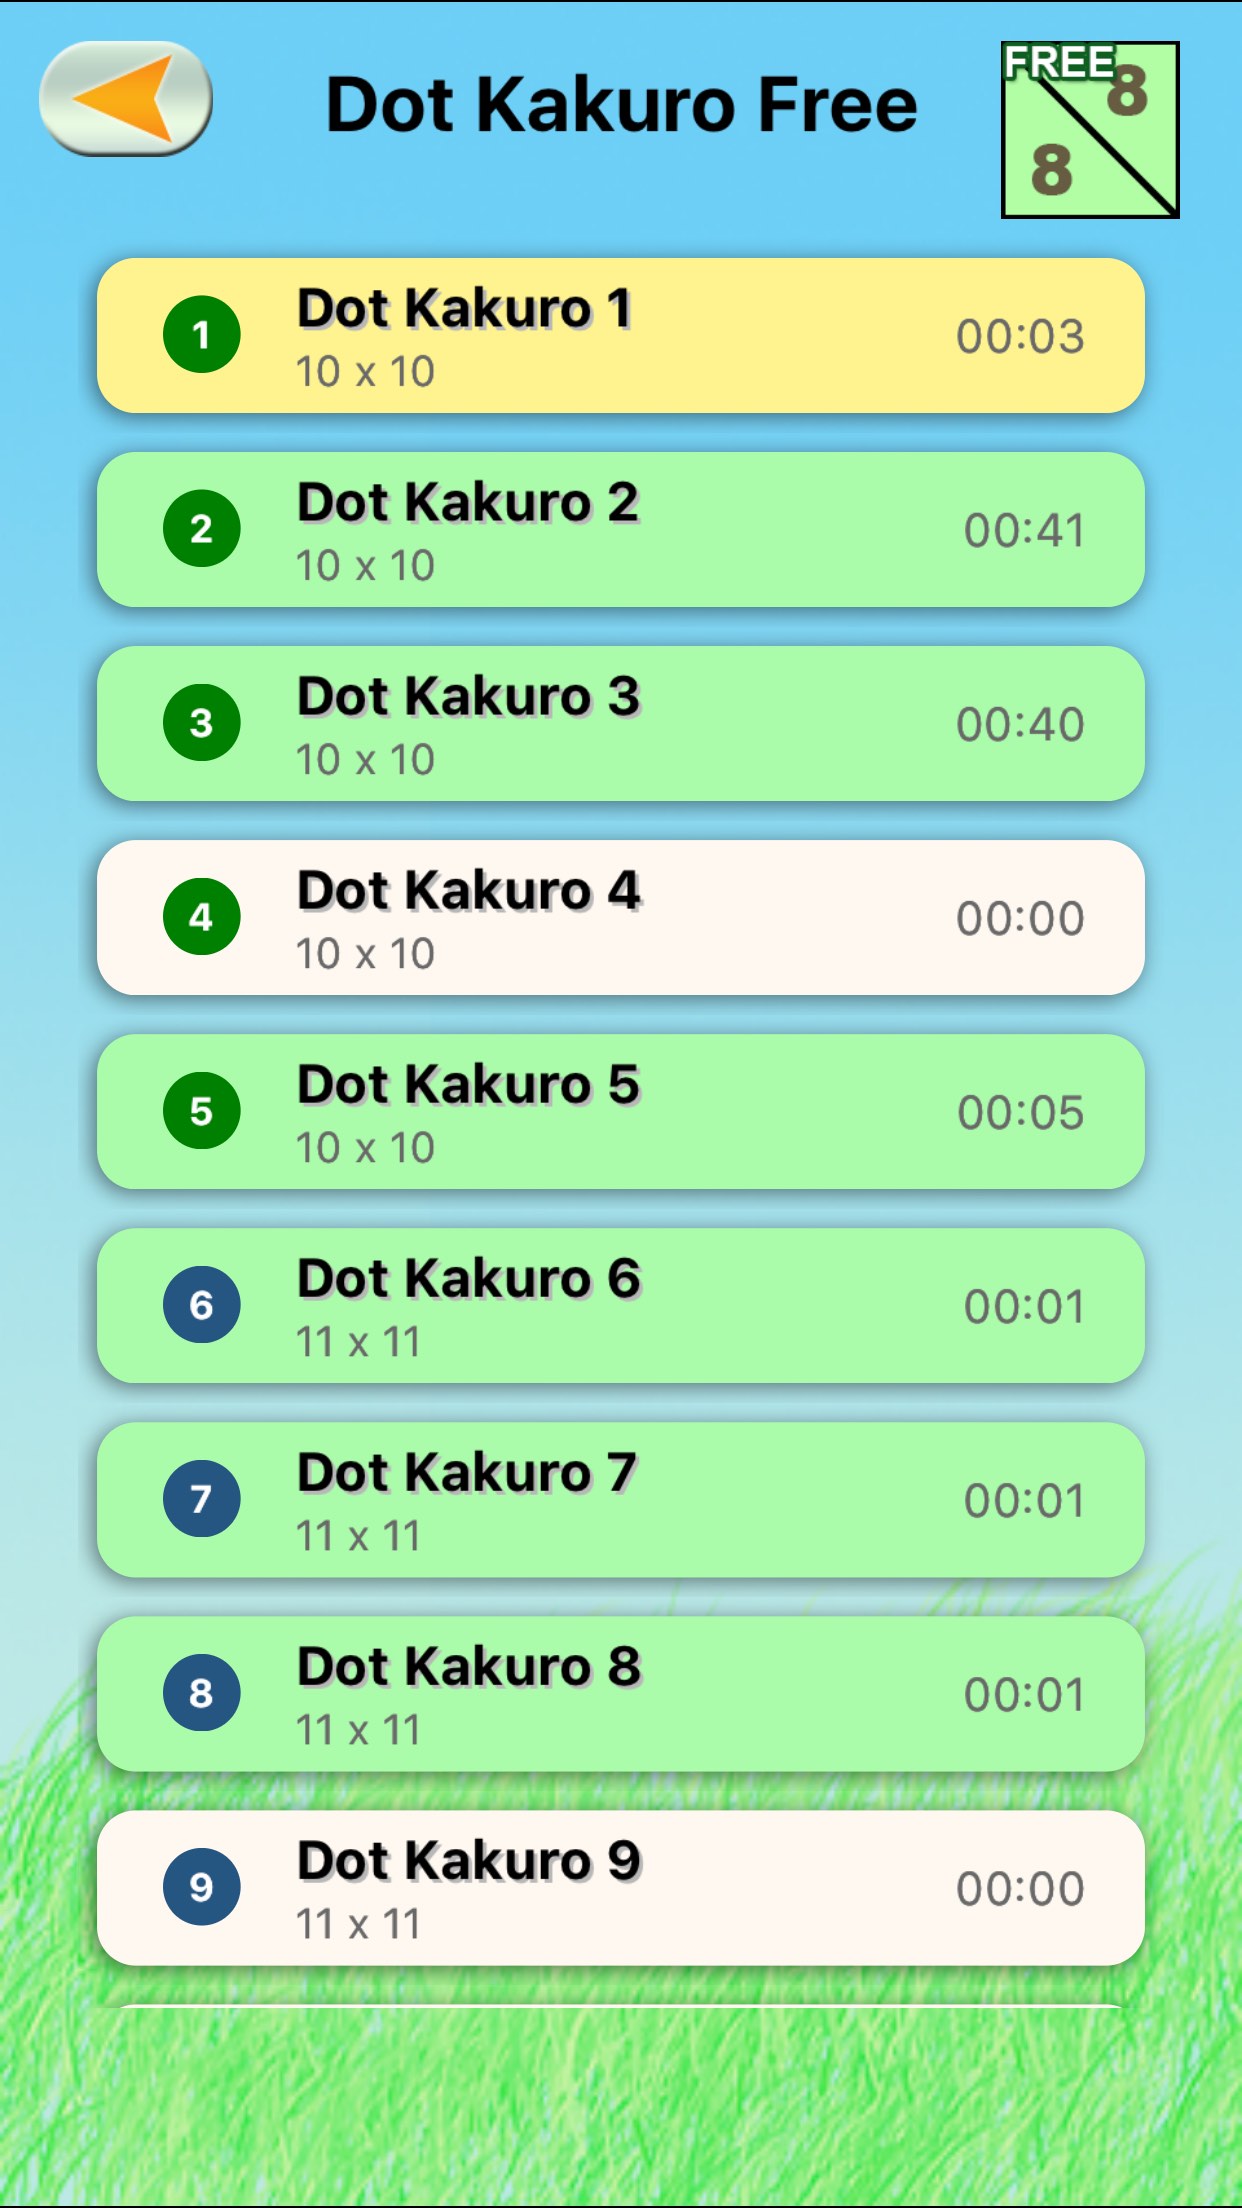 Dot Kakuro Free
FREE
8
8
1
Dot Kakuro 1
10 x 10
00:03
2
Dot Kakuro 2
10 x 10
00:41
3
Dot Kakuro 3
10 x 10
00:40
4
Dot Kakuro 4
10 x 10
00:00
5
Dot Kakuro 5
10 x 10
00:05
6
Dot Kakuro 6
11 x 11
00:01
7
Dot Kakuro 7
11 x 11
00:01
8
Dot Kakuro 8
11 x 11
00:01
9
Dot Kakuro 9
11 x 11
00:00